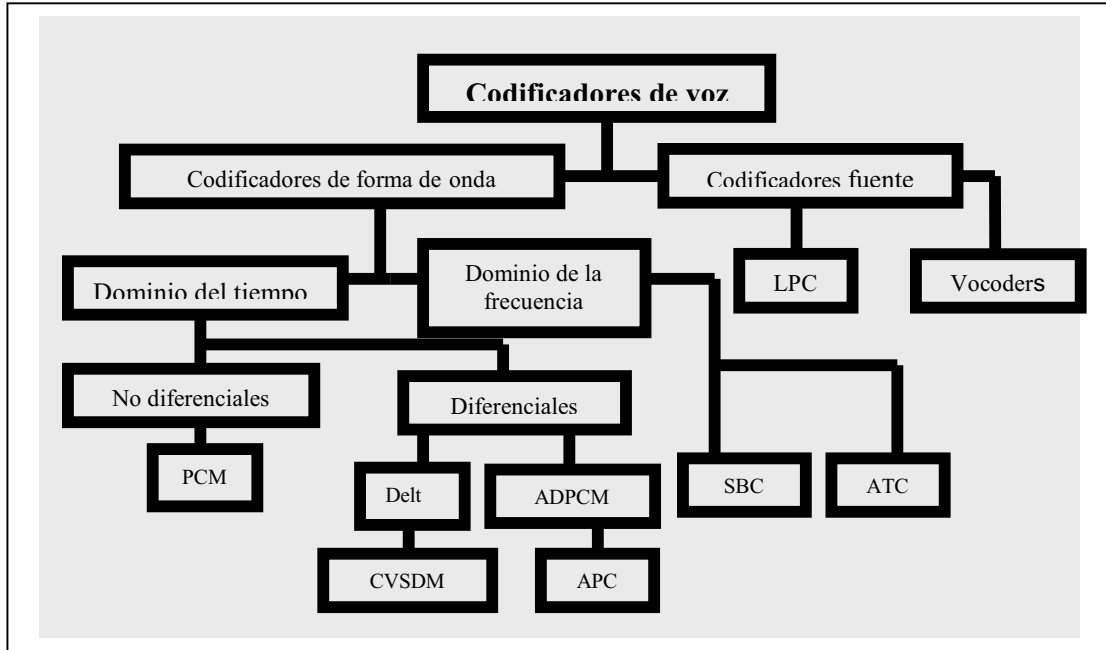 Codificadores de voz
Codificadores de forma de onda
Codificadores fuente
Dominio del tiempo
Dominio de la
frecuencia
LPC
Vocoders
No diferenciales
Diferenciales
PCM
Delt
ADPCM
SBC
ATC
CVSDM
APC